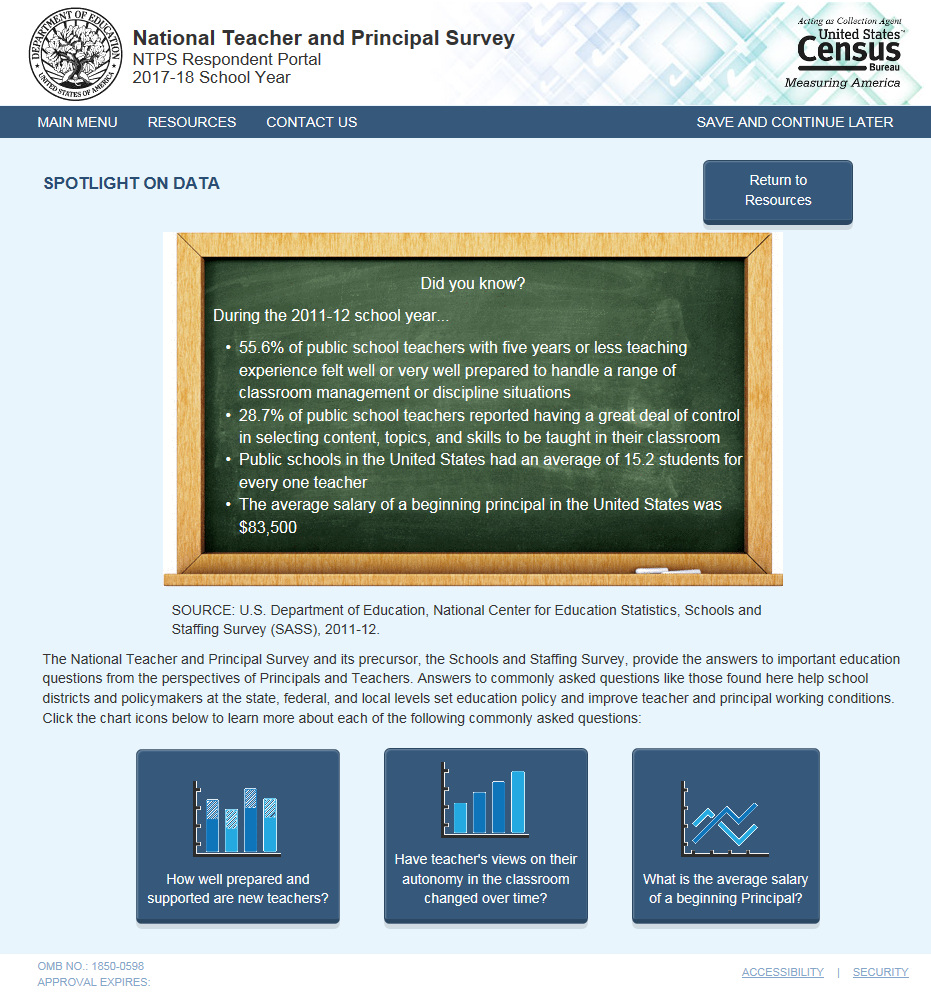 DEPARTMENT OF EDUCATION
UNITED STATES OF AMERICA
National Teacher and Principal Survey
NTPS Respondent Portal
2017-18 School Year
Acting as Collection Agent
United States™
Census
Bureau
Measuring America
MAIN MENU RESOURCES CONTACT US SAVE AND CONTINUE LATER
SPOTLIGHT ON DATA
Return to
Resources
Did you know?
During the 2011-12 school year...
• 55.6% of public school teachers with five years or less teaching
experience felt well or very well prepared to handle a range of
classroom management or discipline situations
• 28.7% of public school teachers reported having a great deal of control
in selecting content, topics, and skills to be taught in their classroom
• Public schools in the United States had an average of 15.2 students for
every one teacher
• The average salary of a beginning principal in the United States was
$83,500
SOURCE: U.S. Department of Education, National Center for Education Statistics, Schools and
Staffing Survey (SASS), 2011-12.
The National Teacher and Principal Survey and its precursor, the Schools and Staffing Survey, provide the answers to important education
questions from the perspectives of Principals and Teachers. Answers to commonly asked questions like those found here help school
districts and policymakers at the state, federal, and local levels set education policy and improve teacher and principal working conditions.
Click the chart icons below to learn more about each of the following commonly asked questions:
How well prepared and
supported are new teachers?
Have teacher's views on their
autonomy in the classroom
changed over time?
What is the average salary
of a beginning Principal?
OMB NO.: 1850-0598
APPROVAL EXPIRES:
ACCESSIBILITY | SECURITY